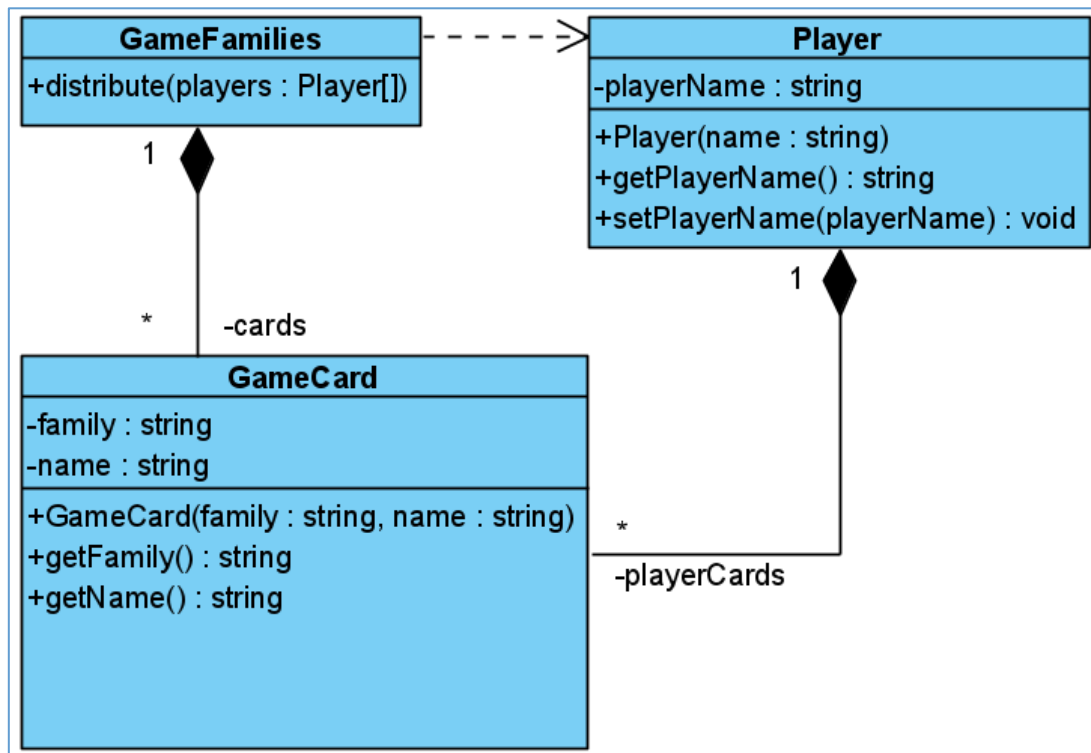 GameFamilies
+distribute(players : Player[])
Player
-playerName : string
+Player(name : string)
+getPlayerName() : string
+setPlayerName(playerName) : void
1
1
*
-cards
GameCard
-family : string
-name : string
+GameCard(family : string, name : string)
+getFamily() : string
+getName() : string
*
-playerCards